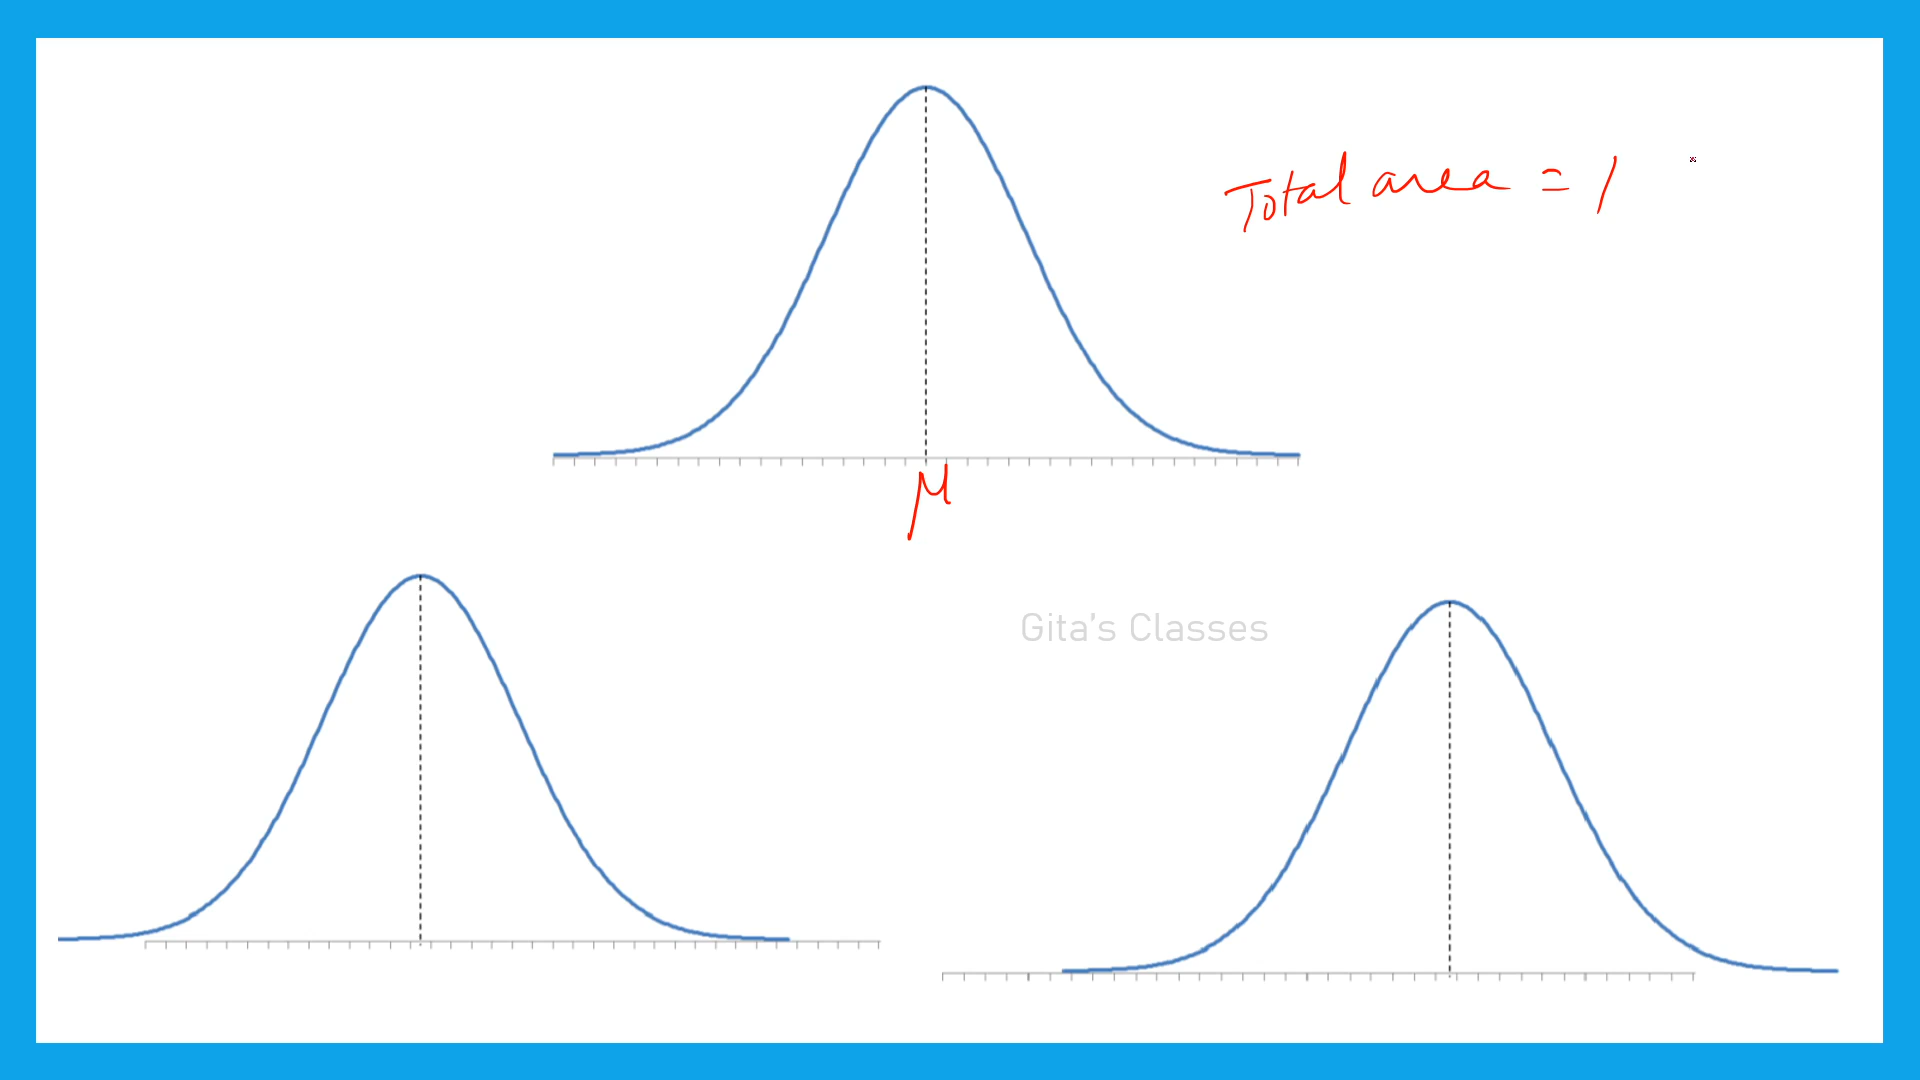 Total area = 1
μ
Gita's Classes